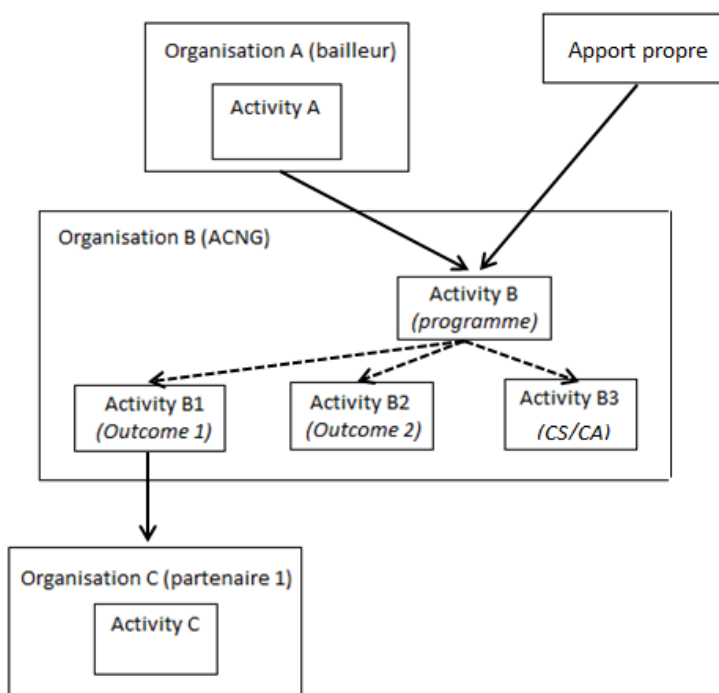 Organisation A (bailleur)
Activity A
Apport propre
Organisation B (ACNG)
Activity B
(programme)
Activity B1
(Outcome 1)
Activity B2
(Outcome 2)
Activity B3
(CS/CA)
Organisation C (partenaire 1)
Activity C